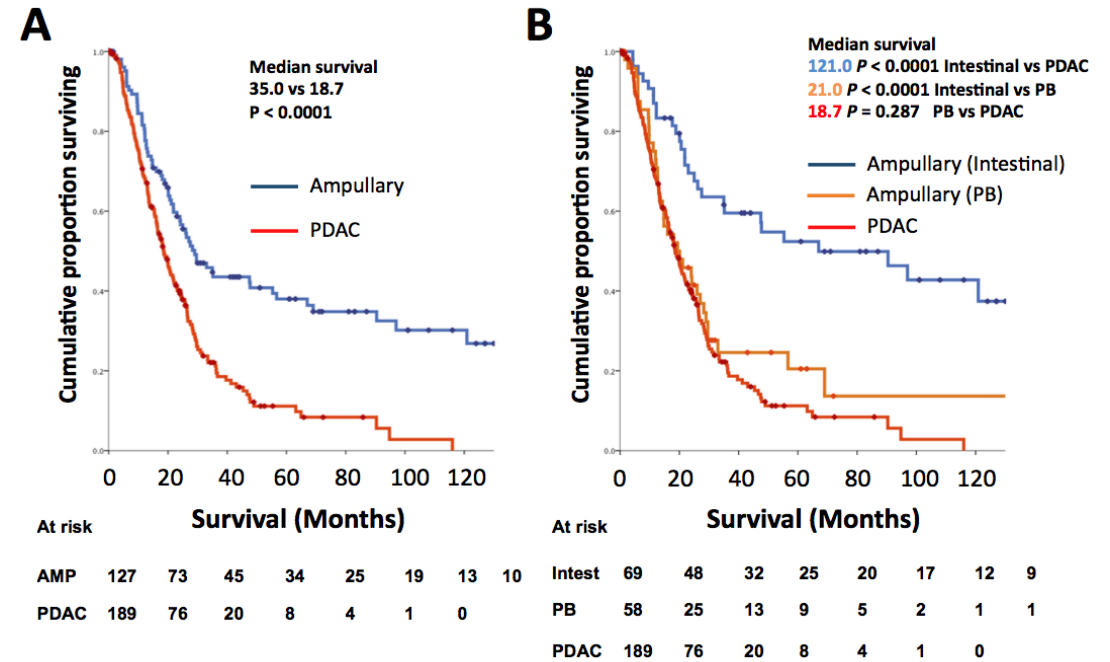 A
Cumulative proportion surviving
1.0
0.8
0.6
0.4
0.2
0.0
Median survival
35.0 vs 18.7
P < 0.0001
Ampullary
PDAC
0 20 40 60 80 100 120
Survival (Months)
At risk
AMP 127 73 45 34 25 19 13 10
PDAC 189 76 20 8 4 1 0
B
Cumulative proportion surviving
1.0
0.8
0.6
0.4
0.2
0.0
Median survival
121.0 P < 0.0001 Intestinal vs PDAC
21.0 P < 0.0001 Intestinal vs PB
18.7 P = 0.287 PB vs PDAC
Ampullary (Intestinal)
Ampullary (PB)
PDAC
0 20 40 60 80 100 120
Survival (Months)
At risk
Intest 69 48 32 25 20 17 12 9
PB 58 25 13 9 5 2 1 1
PDAC 189 76 20 8 4 1 0